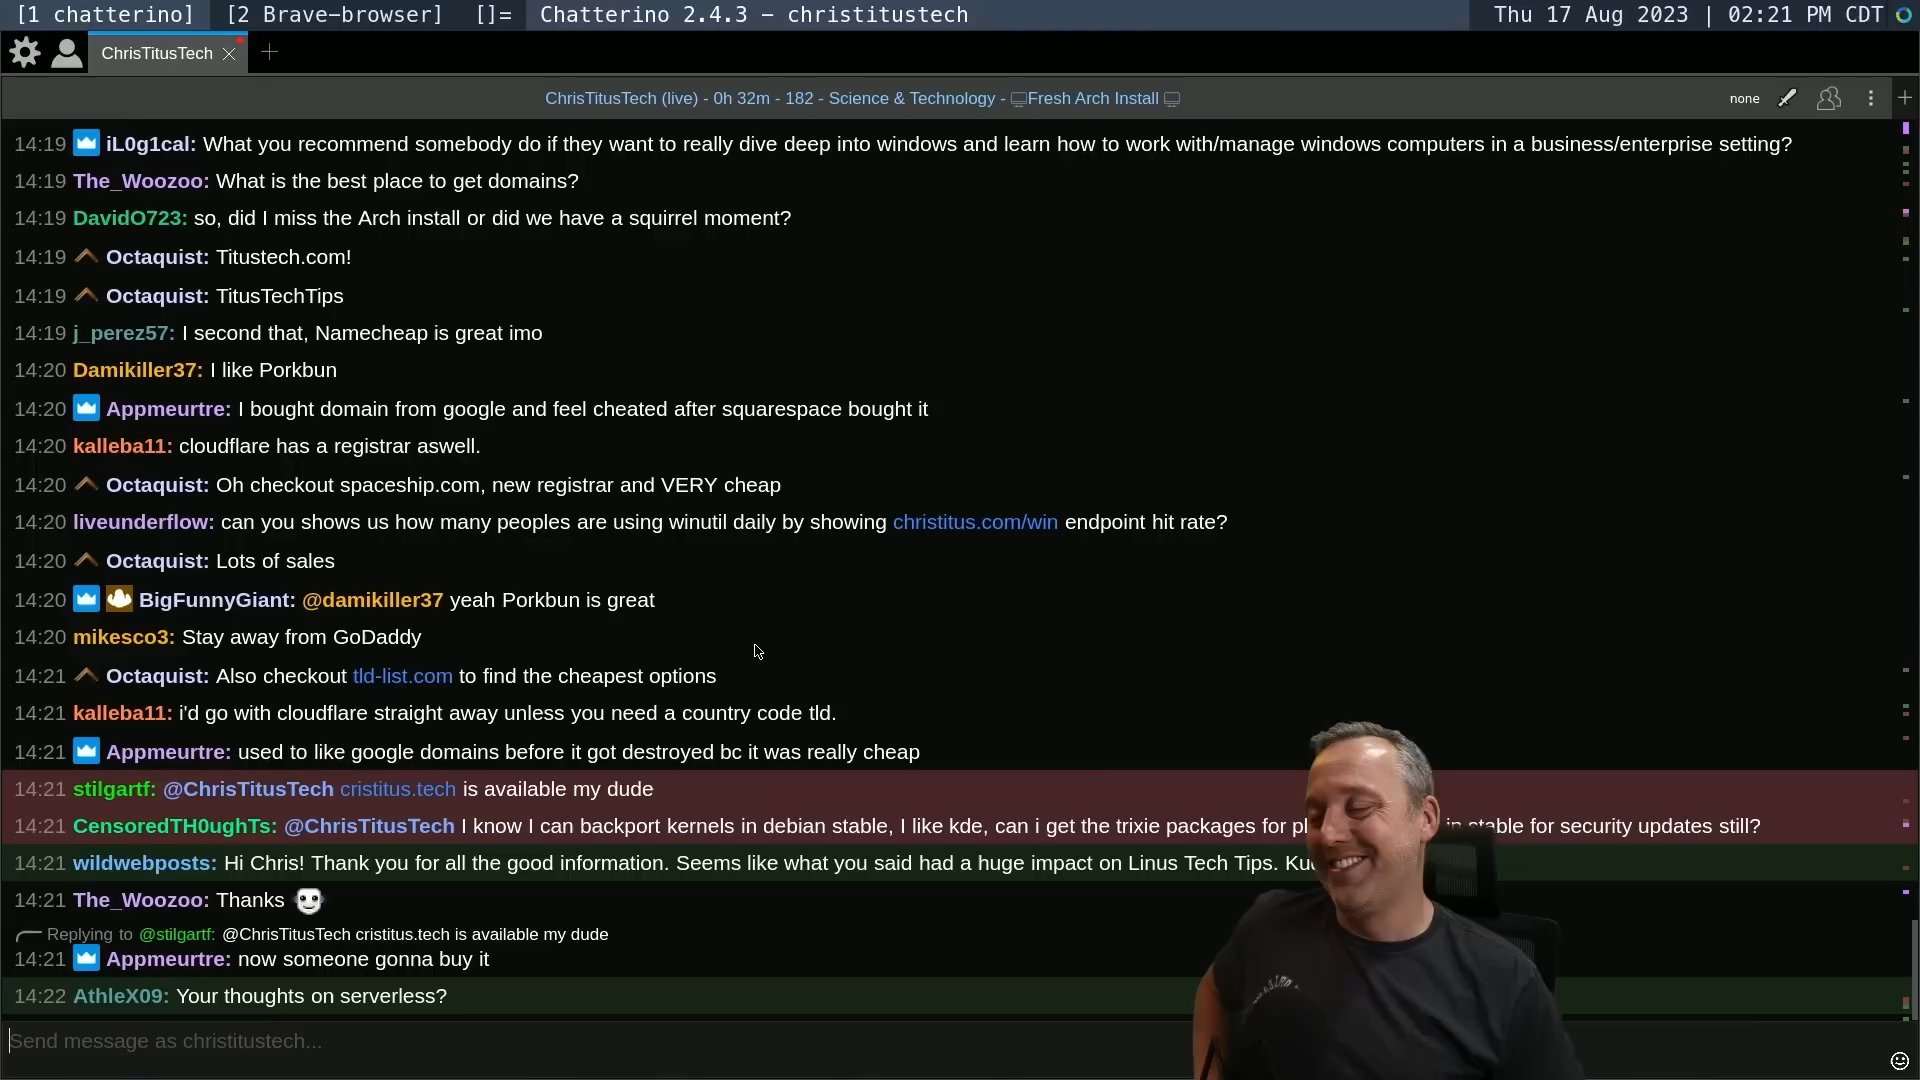 [1 chatterino] [2 Brave-browser] []= Chatterino 2.4.3 - christitustech Thu 17 Aug 2023 | 02:21 PM CDT
ChrisTitusTech
ChrisTitusTech (live) - 0h 32m - 182 - Science & Technology - 🖥Fresh Arch Install 🖥 none
14:19 iL0g1cal: What you recommend somebody do if they want to really dive deep into windows and learn how to work with/manage windows computers in a business/enterprise setting?
14:19 The_Woozoo: What is the best place to get domains?
14:19 DavidO723: so, did I miss the Arch install or did we have a squirrel moment?
14:19 Octaquist: Titustech.com!
14:19 Octaquist: TitusTechTips
14:19 j_perez57: I second that, Namecheap is great imo
14:20 Damikiller37: I like Porkbun
14:20 Appmeurtre: I bought domain from google and feel cheated after squarespace bought it
14:20 kalleba11: cloudflare has a registrar aswell.
14:20 Octaquist: Oh checkout spaceship.com, new registrar and VERY cheap
14:20 liveunderflow: can you shows us how many peoples are using winutil daily by showing christitus.com/win endpoint hit rate?
14:20 Octaquist: Lots of sales
14:20 BigFunnyGiant: @damikiller37 yeah Porkbun is great
14:20 mikesco3: Stay away from GoDaddy
14:21 Octaquist: Also checkout tld-list.com to find the cheapest options
14:21 kalleba11: i'd go with cloudflare straight away unless you need a country code tld.
14:21 Appmeurtre: used to like google domains before it got destroyed bc it was really cheap
14:21 stilgartf: @ChrisTitusTech cristitus.tech is available my dude
14:21 CensoredTH0ughTs: @ChrisTitusTech I know I can backport kernels in debian stable, I like kde, can i get the trixie packages for in stable for security updates still?
14:21 wildwebposts: Hi Chris! Thank you for all the good information. Seems like what you said had a huge impact on Linus Tech Tips.
14:21 The_Woozoo: Thanks
Replying to @stilgartf: @ChrisTitusTech cristitus.tech is available my dude
14:21 Appmeurtre: now someone gonna buy it
14:22 AthleX09: Your thoughts on serverless?
Send message as christitustech...